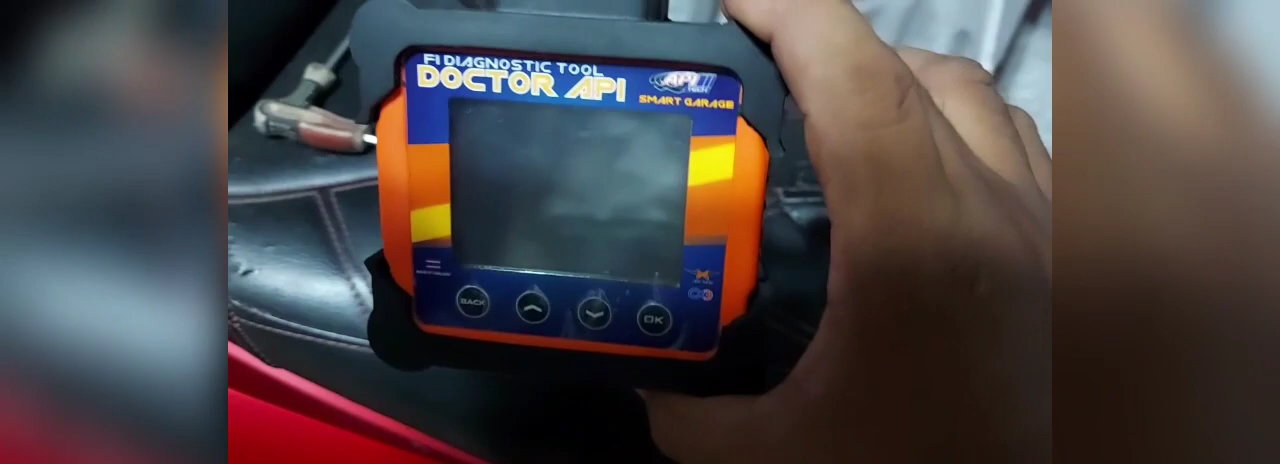 FI DIAGNOSTIC TOOL
DOCTOR API
API TECH
SMART GARAGE
BACK
OK